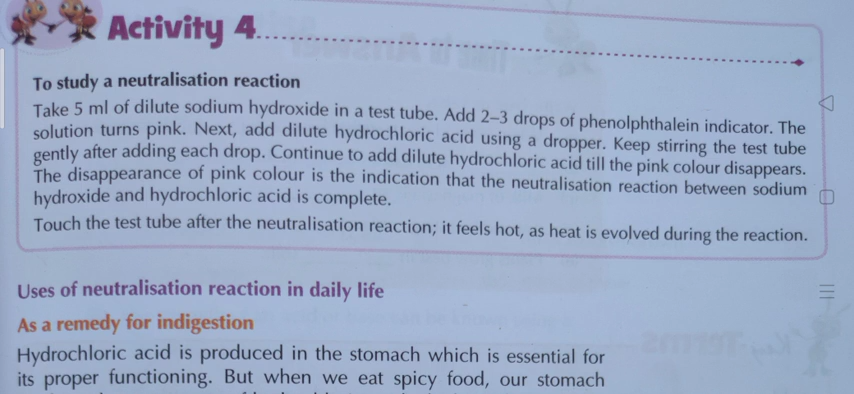 Activity 4
To study a neutralisation reaction
Take 5 ml of dilute sodium hydroxide in a test tube. Add 2–3 drops of phenolphthalein indicator. The
solution turns pink. Next, add dilute hydrochloric acid using a dropper. Keep stirring the test tube
gently after adding each drop. Continue to add dilute hydrochloric acid till the pink colour disappears.
The disappearance of pink colour is the indication that the neutralisation reaction between sodium
hydroxide and hydrochloric acid is complete.
Touch the test tube after the neutralisation reaction; it feels hot, as heat is evolved during the reaction.
Uses of neutralisation reaction in daily life
As a remedy for indigestion
Hydrochloric acid is produced in the stomach which is essential for
its proper functioning. But when we eat spicy food, our stomach